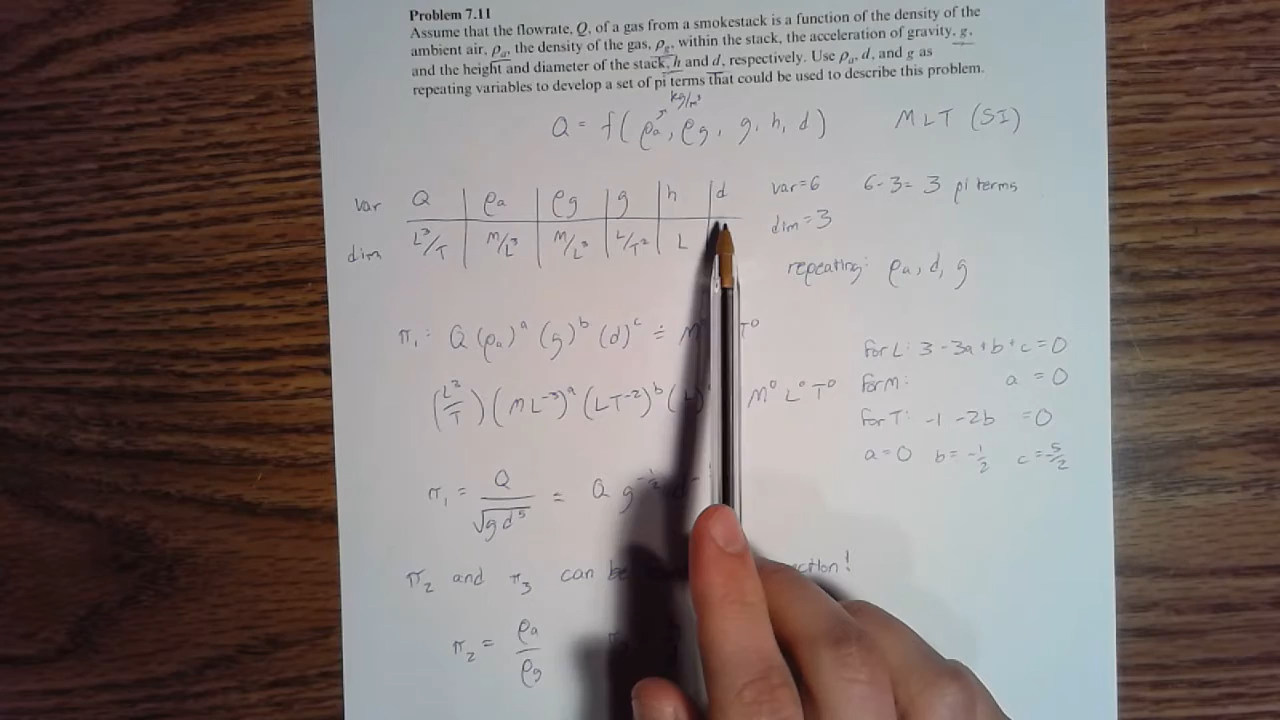 Problem 7.11
Assume that the flowrate, Q, of a gas from a smokestack is a function of the density of the
ambient air, ρₐ, the density of the gas, ρg, within the stack, the acceleration of gravity, g,
and the height and diameter of the stack, h and d, respectively. Use ρₐ, d, and g as
repeating variables to develop a set of pi terms that could be used to describe this problem.
kg/m³
Q = f(ρa, ρg, g, h, d) MLT (SI)
var Q ρa ρg g h d var=6 6-3=3 pi terms
dim L³/T M/L³ M/L³ L/T² L dim=3
repeating: ρa, d, g
π₁: Q (ρa)ᵃ (g)ᵇ (d)ᶜ ≐ M T⁰
for L: 3 - 3a + b + c = 0
(L³/T)(ML⁻³)ᵃ (LT⁻²)ᵇ (L) M⁰ L⁰ T⁰
for M: a = 0
for T: -1 -2b = 0
a=0 b=-1/2 c=-5/2
π₁ = Q/√gd⁵ = Q g⁻¹/²
π₂ and π₃ can be ction!
π₂ = ρa/ρg